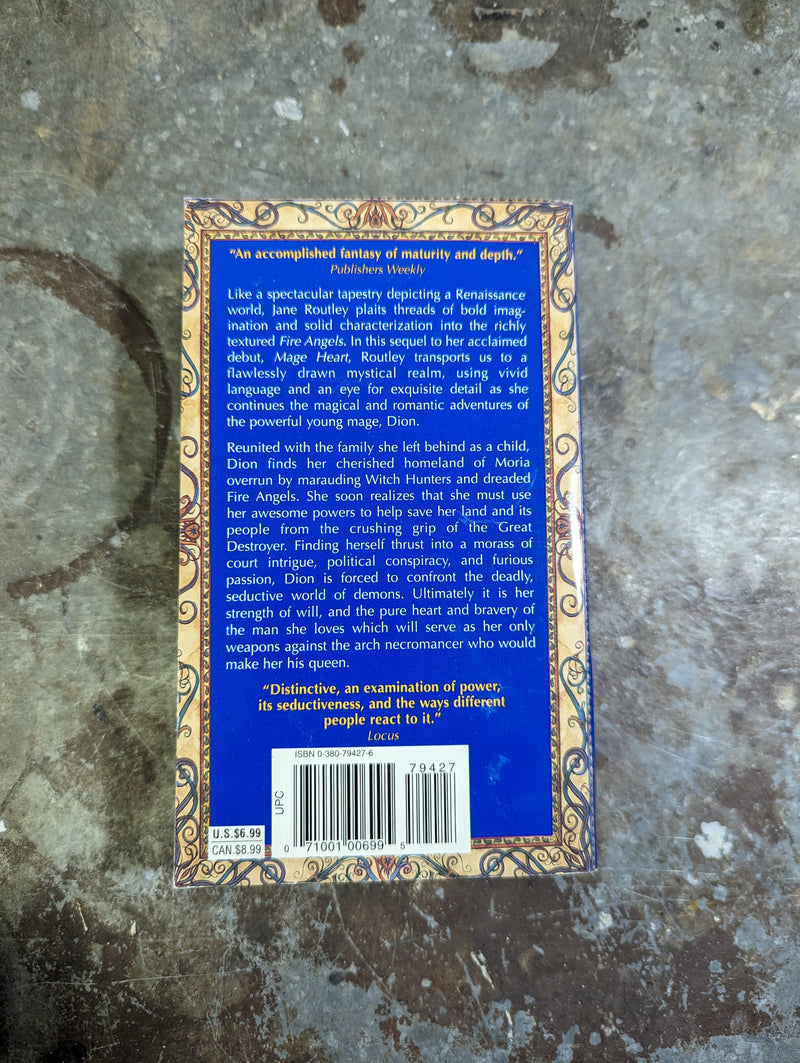 “An accomplished fantasy of maturity and depth.”
Publishers Weekly
Like a spectacular tapestry depicting a Renaissance
world, Jane Routley plaits threads of bold imag-
ination and solid characterization into the richly
textured Fire Angels. In this sequel to her acclaimed
debut, Mage Heart, Routley transports us to a
flawlessly drawn mystical realm, using vivid
language and an eye for exquisite detail as she
continues the magical and romantic adventures of
the powerful young mage, Dion.
Reunited with the family she left behind as a child,
Dion finds her cherished homeland of Moria
overrun by marauding Witch Hunters and dreaded
Fire Angels. She soon realizes that she must use
her awesome powers to help save her land and its
people from the crushing grip of the Great
Destroyer. Finding herself thrust into a morass of
court intrigue, political conspiracy, and furious
passion, Dion is forced to confront the deadly,
seductive world of demons. Ultimately it is her
strength of will, and the pure heart and bravery of
the man she loves which will serve as her only
weapons against the arch necromancer who would
make her his queen.
“Distinctive, an examination of power,
its seductiveness, and the ways different
people react to it.”
Locus
ISBN 0-380-79427-6
79427
UPC
0 71001 00699 5
U.S.$6.99
CAN.$8.99